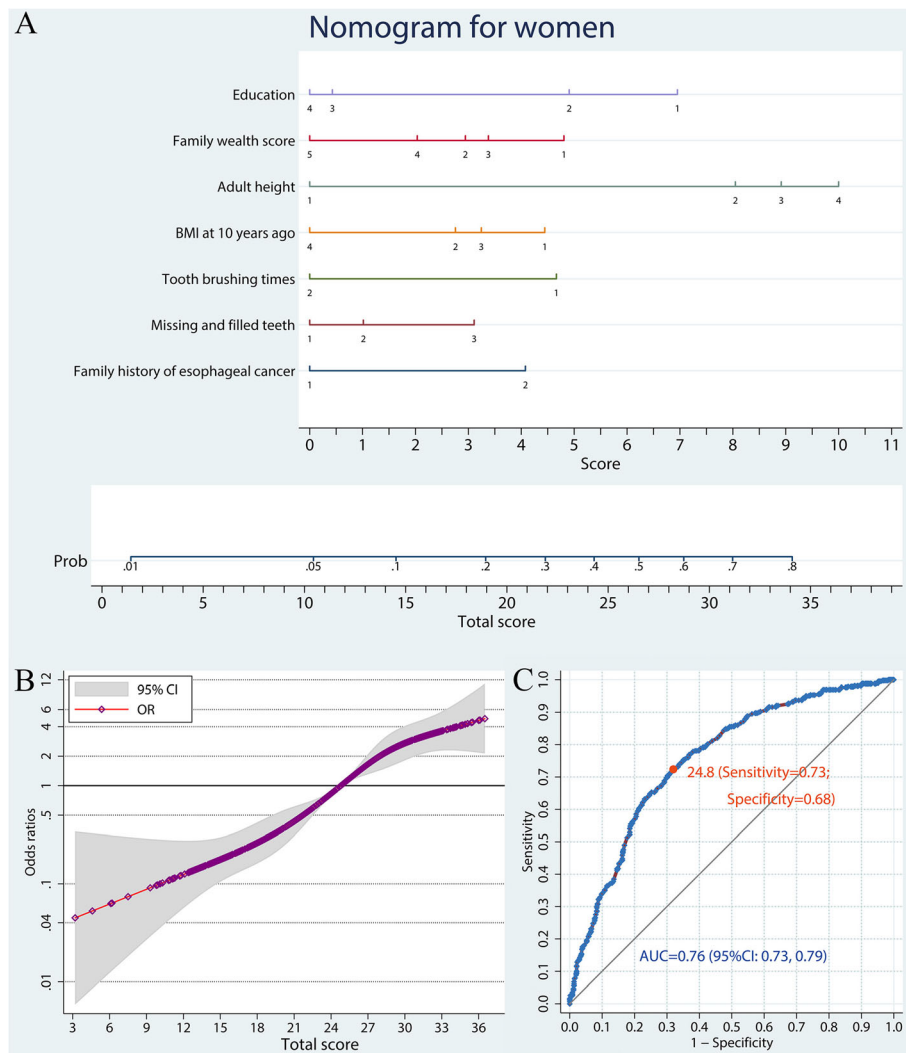 A
Nomogram for women
Education
4 3 2 1
Family wealth score
5 4 2 3 1
Adult height
1 2 3 4
BMI at 10 years ago
4 2 3 1
Tooth brushing times
2 1
Missing and filled teeth
1 2 3
Family history of esophageal cancer
1 2
0 1 2 3 4 5 6 7 8 9 10 11
Score
Prob
.01 .05 .1 .2 .3 .4 .5 .6 .7 .8
0 5 10 15 20 25 30 35
Total score
B
95% CI
OR
Odds ratios
12
6
4
2
1
.5
.1
.04
.01
3 6 9 12 15 18 21 24 27 30 33 36
Total score
C
Sensitivity
1.0
0.9
0.8
0.7
0.6
0.5
0.4
0.3
0.2
0.1
0.0
24.8 (Sensitivity=0.73;
Specificity=0.68)
AUC=0.76 (95%CI: 0.73, 0.79)
0.0 0.1 0.2 0.3 0.4 0.5 0.6 0.7 0.8 0.9 1.0
1 − Specificity